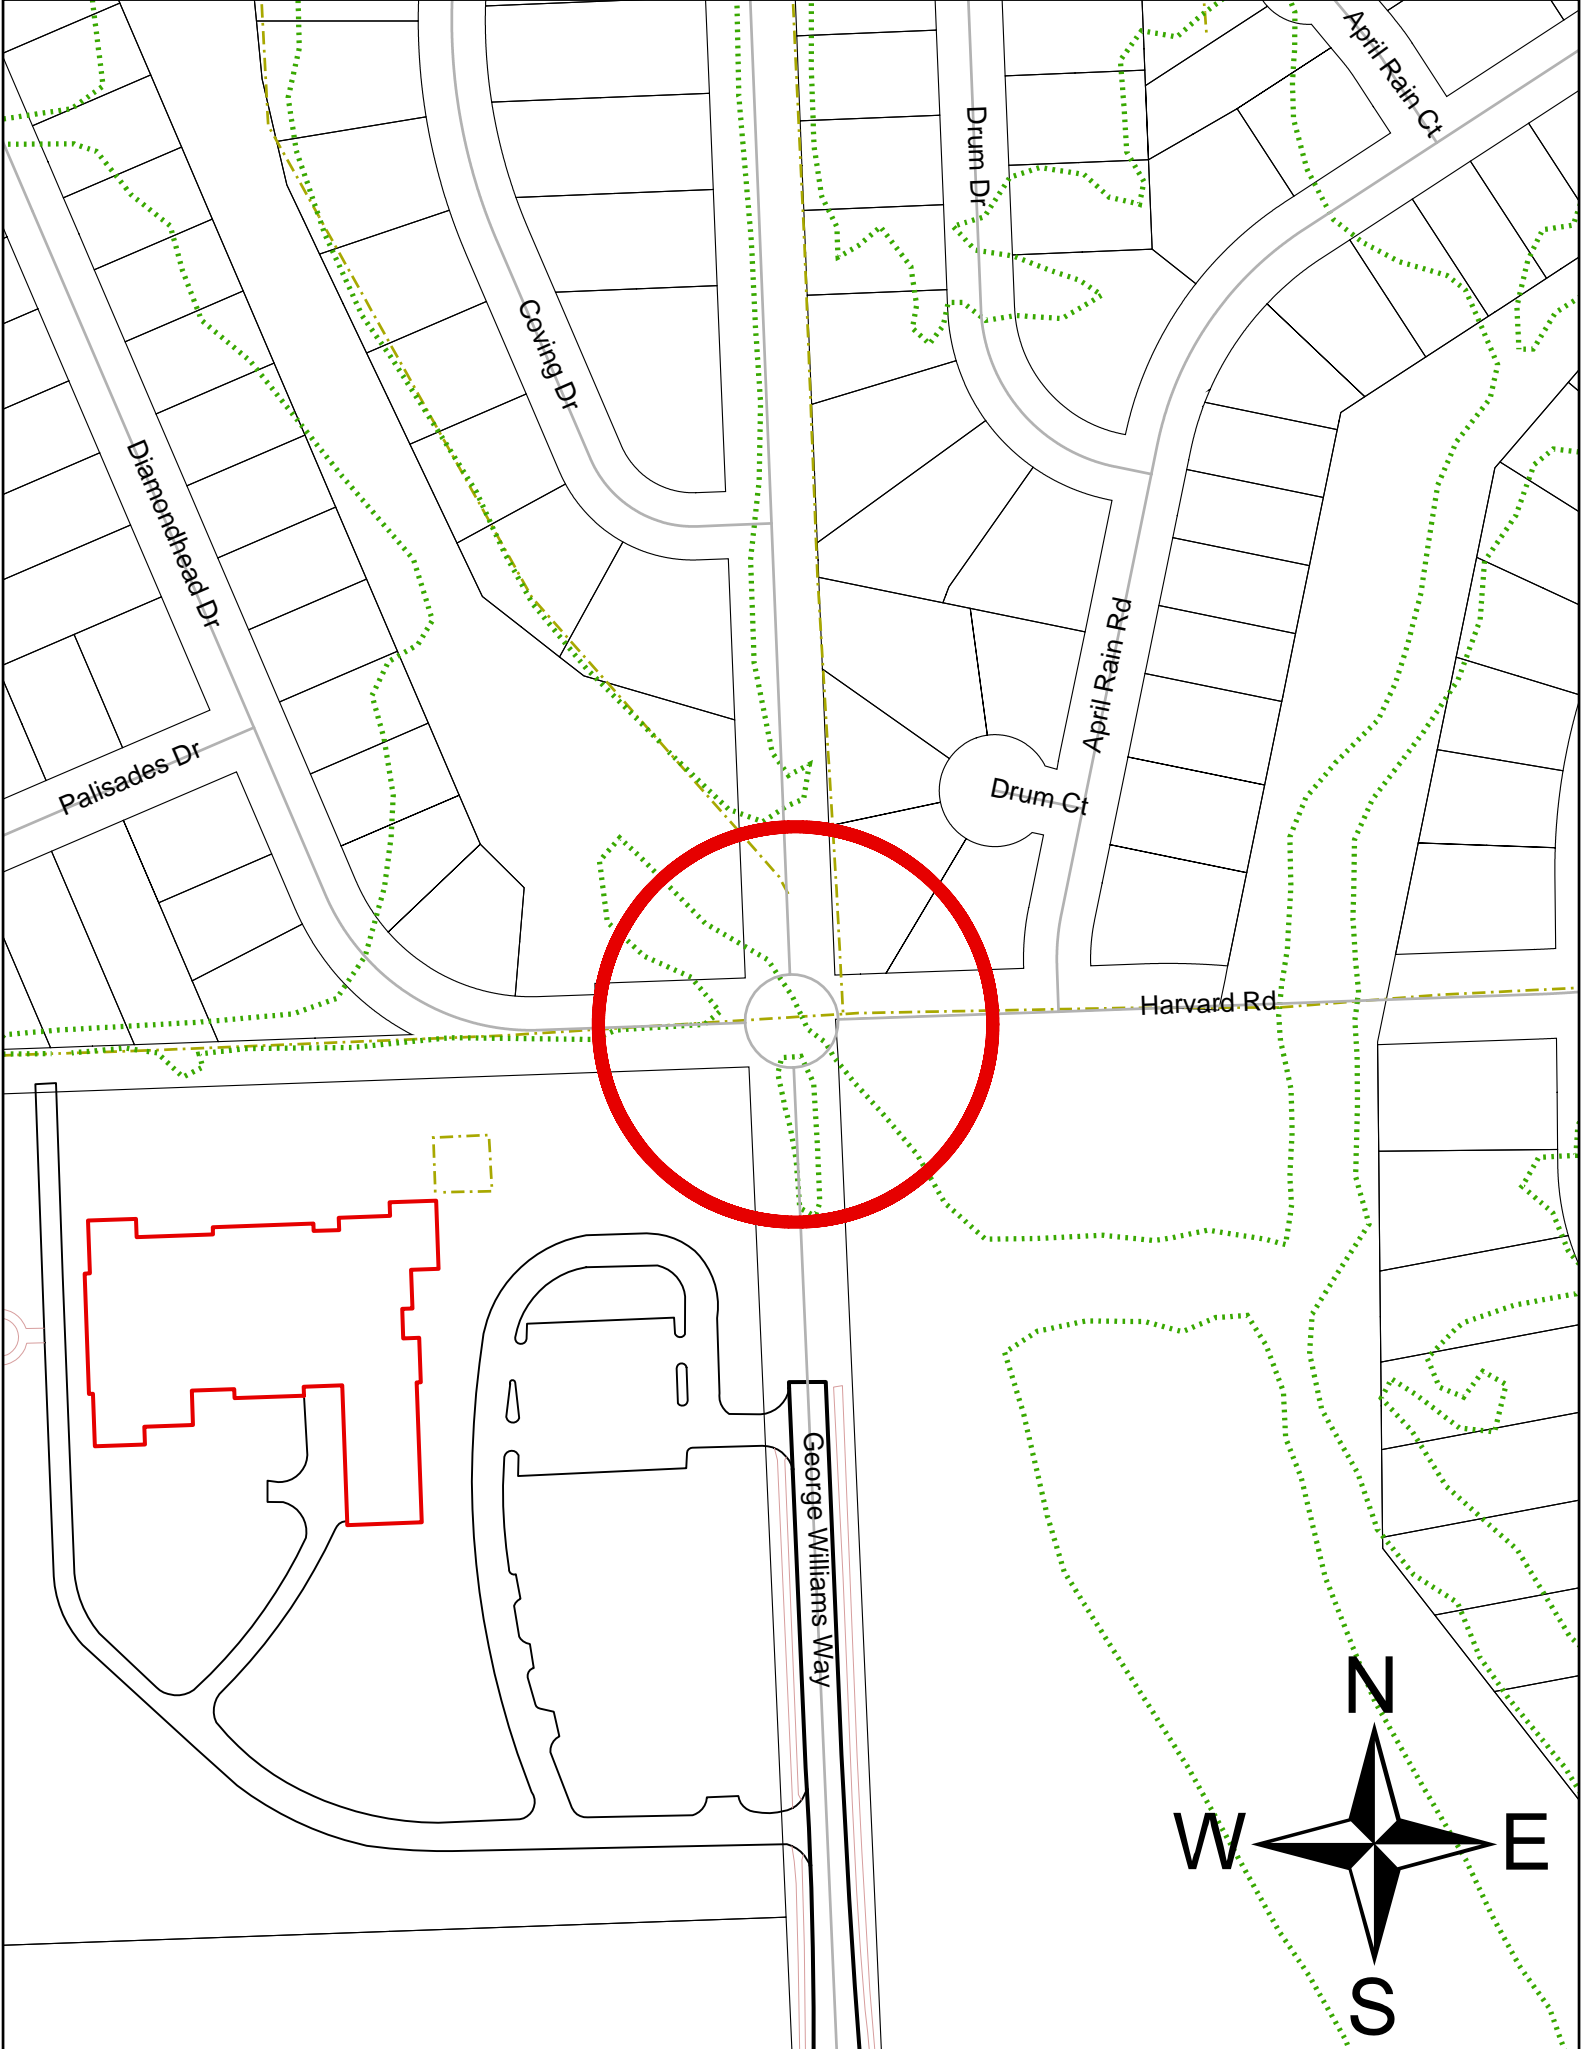 April Rain Ct
Drum Dr
Coving Dr
Diamondhead Dr
April Rain Rd
Palisades Dr
Drum Ct
Harvard Rd
George Williams Way
N
W
E
S